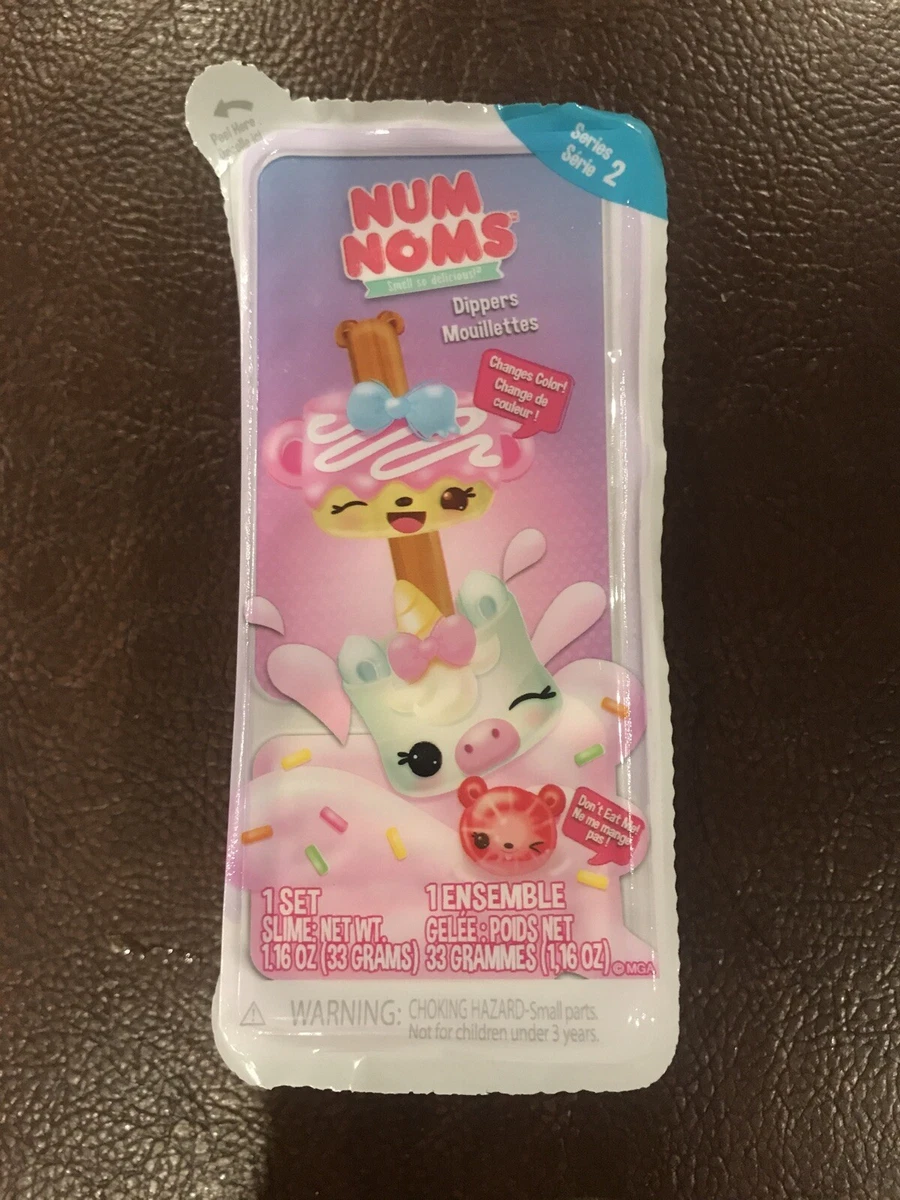 Peel Here
Series
Série 2
NUM
NOMS™
Smell so delicious!®
Dippers
Mouillettes
Changes Color!
Change de
couleur !
Don't Eat Me!
Ne me mange
pas !
1 SET
SLIME: NET WT.
1.16 OZ (33 GRAMS)
1 ENSEMBLE
GELÉE : POIDS NET
33 GRAMMES (1,16 OZ)
© MGA
WARNING: CHOKING HAZARD-Small parts.
Not for children under 3 years.